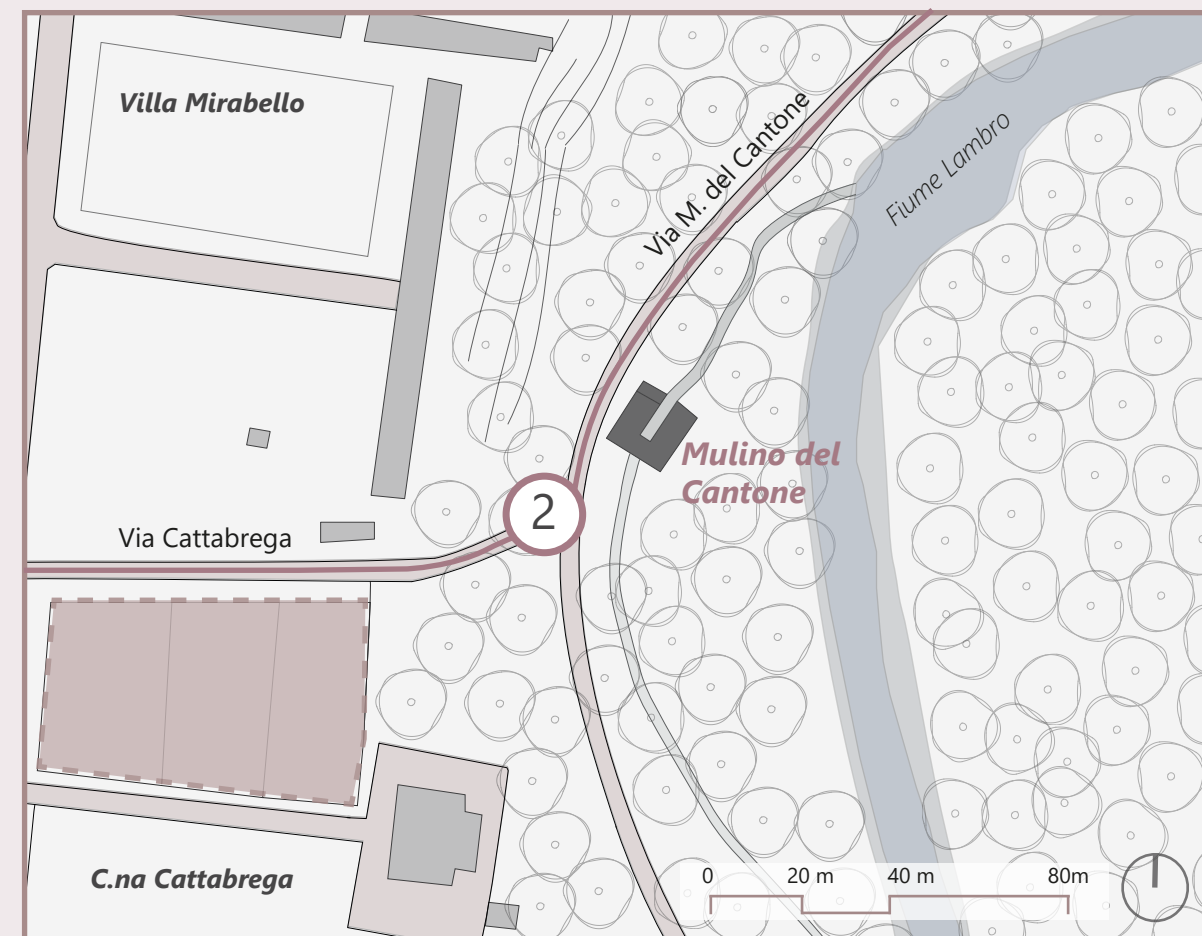 Villa Mirabello
Via M. del Cantone
Fiume Lambro
Mulino del
Cantone
2
Via Cattabrega
C.na Cattabrega
0 20 m 40 m 80m